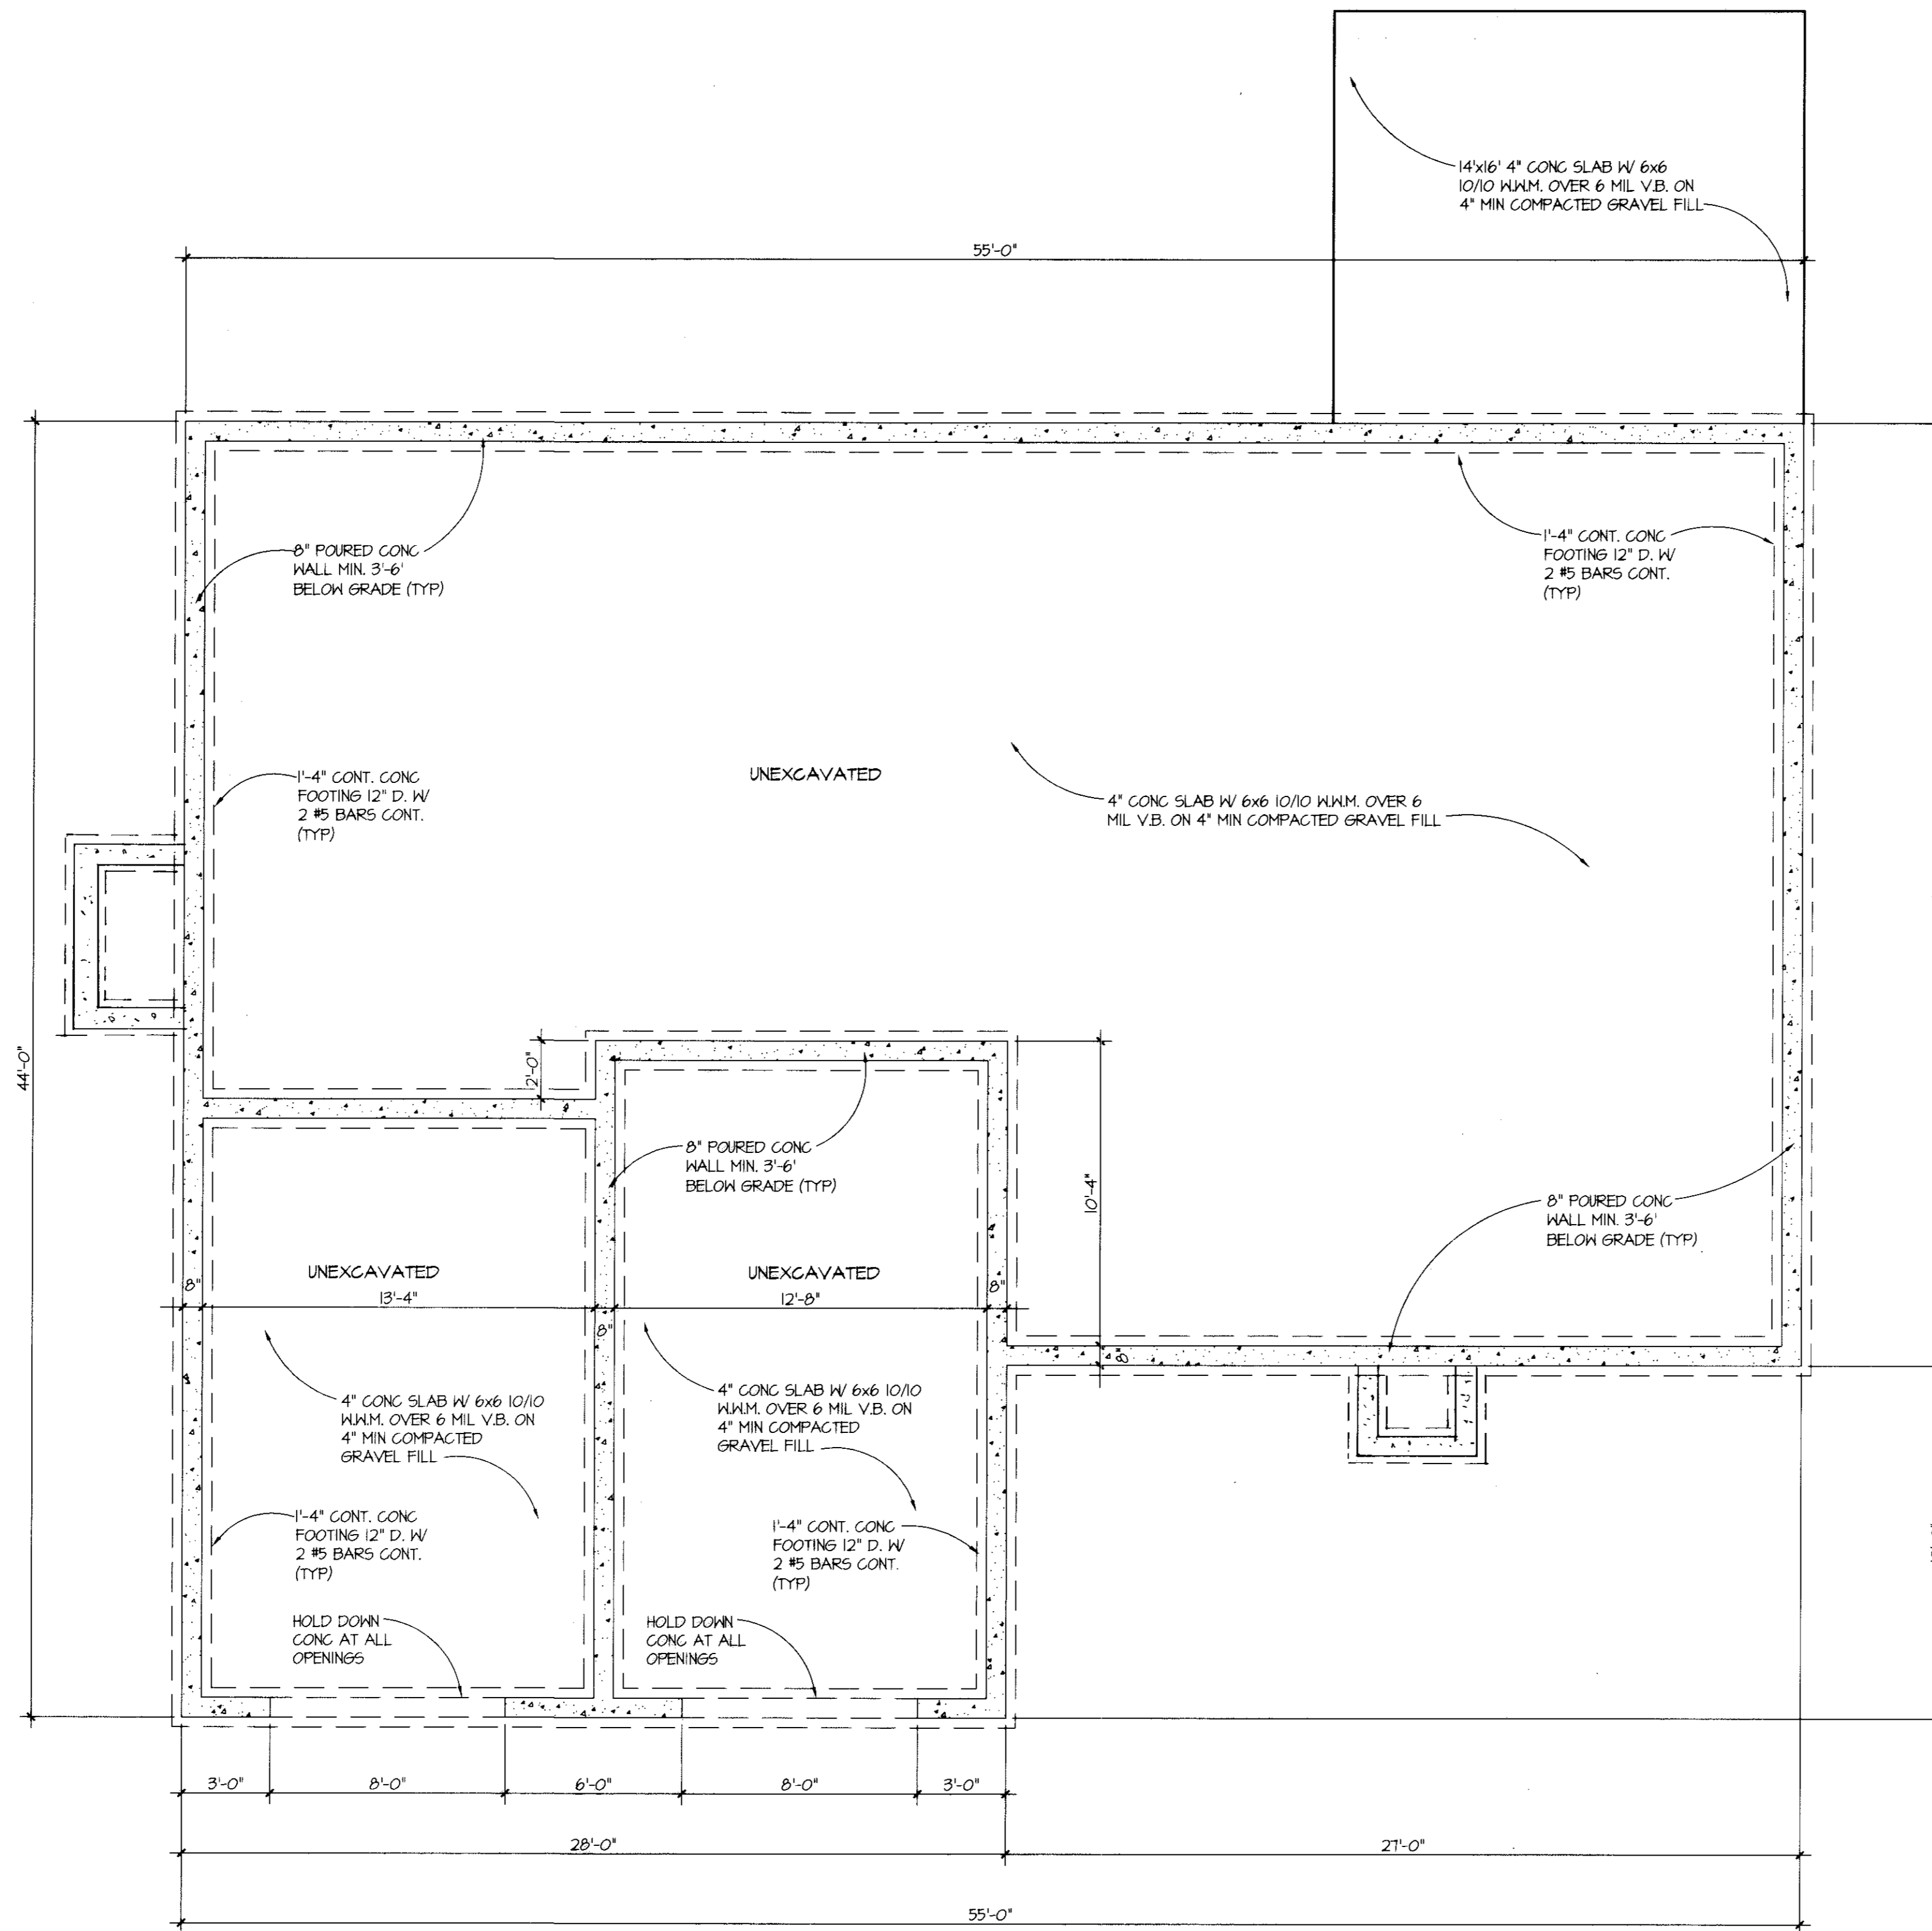 14'x16' 4" CONC SLAB W/ 6x6
10/10 W.W.M. OVER 6 MIL V.B. ON
4" MIN COMPACTED GRAVEL FILL
55'-0"
8" POURED CONC
WALL MIN. 3'-6'
BELOW GRADE (TYP)
1'-4" CONT. CONC
FOOTING 12" D. W/
2 #5 BARS CONT.
(TYP)
1'-4" CONT. CONC
FOOTING 12" D. W/
2 #5 BARS CONT.
(TYP)
UNEXCAVATED
4" CONC SLAB W/ 6x6 10/10 W.W.M. OVER 6
MIL V.B. ON 4" MIN COMPACTED GRAVEL FILL
44'-0"
2'-0"
8" POURED CONC
WALL MIN. 3'-6'
BELOW GRADE (TYP)
10'-4"
8" POURED CONC
WALL MIN. 3'-6'
BELOW GRADE (TYP)
UNEXCAVATED
UNEXCAVATED
8"
13'-4"
8"
12'-8"
8"
8"
4" CONC SLAB W/ 6x6 10/10
W.W.M. OVER 6 MIL V.B. ON
4" MIN COMPACTED
GRAVEL FILL
4" CONC SLAB W/ 6x6 10/10
W.W.M. OVER 6 MIL V.B. ON
4" MIN COMPACTED
GRAVEL FILL
1'-4" CONT. CONC
FOOTING 12" D. W/
2 #5 BARS CONT.
(TYP)
1'-4" CONT. CONC
FOOTING 12" D. W/
2 #5 BARS CONT.
(TYP)
HOLD DOWN
CONC AT ALL
OPENINGS
HOLD DOWN
CONC AT ALL
OPENINGS
3'-0"
8'-0"
6'-0"
8'-0"
3'-0"
28'-0"
27'-0"
55'-0"